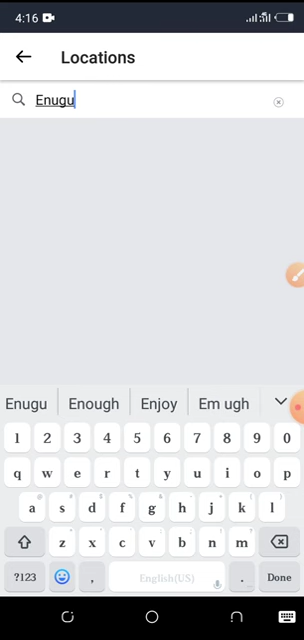 4:16
Locations
Enugu
Enugu Enough Enjoy Em ugh
1 2 3 4 5 6 7 8 9 0
q w e r t y u i o p
a s d f g h j k l
z x c v b n m
?123 , English(US) . Done